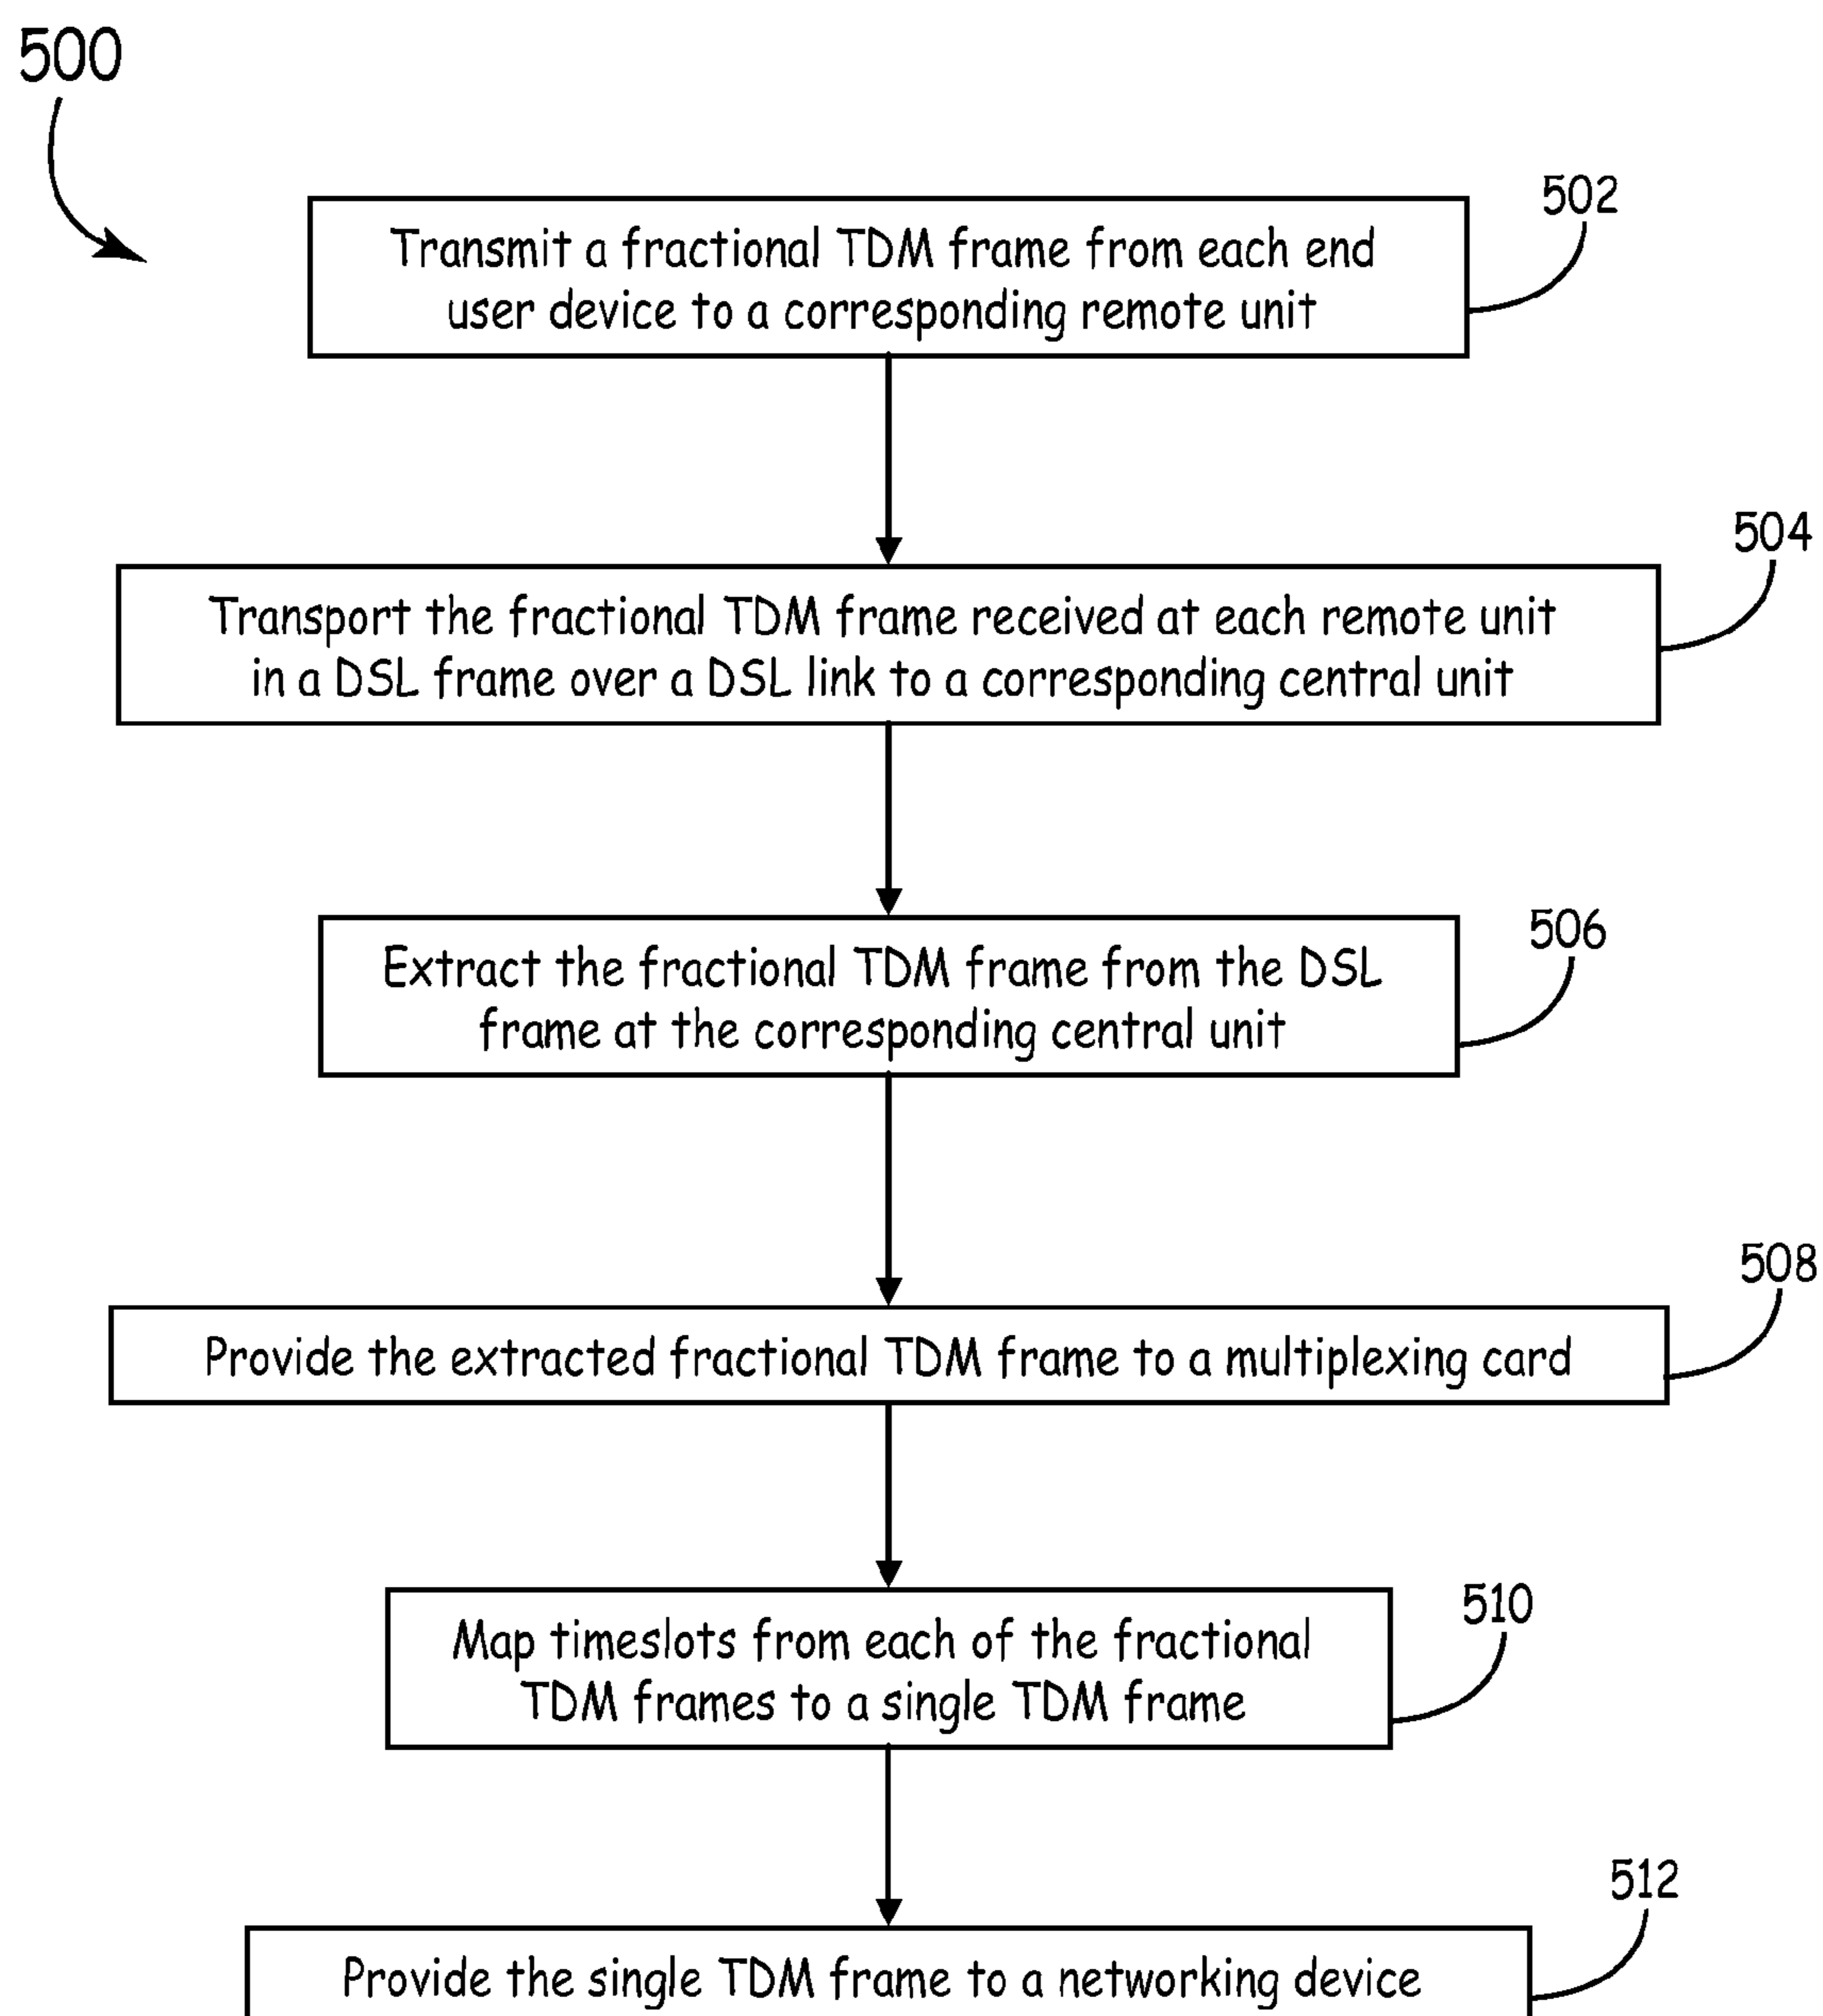 500
502
Transmit a fractional TDM frame from each end
user device to a corresponding remote unit
504
Transport the fractional TDM frame received at each remote unit
in a DSL frame over a DSL link to a corresponding central unit
506
Extract the fractional TDM frame from the DSL
frame at the corresponding central unit
508
Provide the extracted fractional TDM frame to a multiplexing card
510
Map timeslots from each of the fractional
TDM frames to a single TDM frame
512
Provide the single TDM frame to a networking device